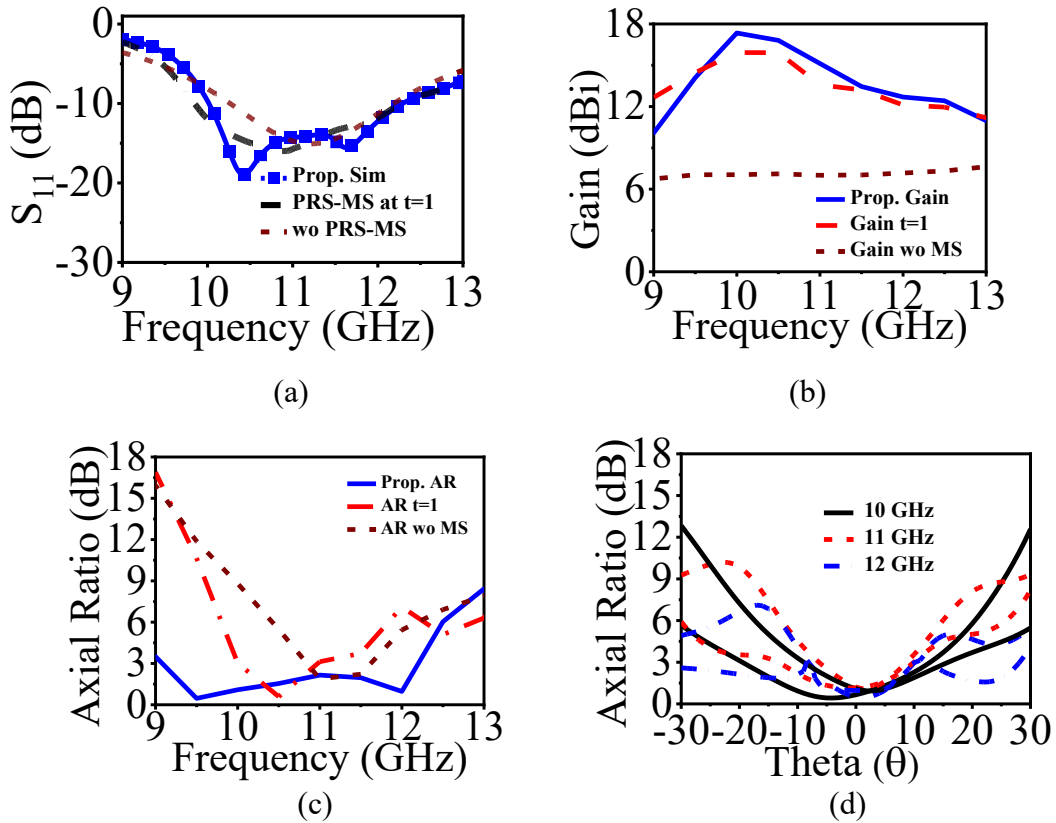 0
-10
-20
-30
S11 (dB)
Prop. Sim
PRS-MS at t=1
wo PRS-MS
9 10 11 12 13
Frequency (GHz)
(a)
18
12
6
0
Gain (dBi)
Prop. Gain
Gain t=1
Gain wo MS
9 10 11 12 13
Frequency (GHz)
(b)
18
15
12
9
6
3
0
Axial Ratio (dB)
Prop. AR
AR t=1
AR wo MS
9 10 11 12 13
Frequency (GHz)
(c)
18
15
12
9
6
3
0
Axial Ratio (dB)
10 GHz
11 GHz
12 GHz
-30 -20 -10 0 10 20 30
Theta (θ)
(d)